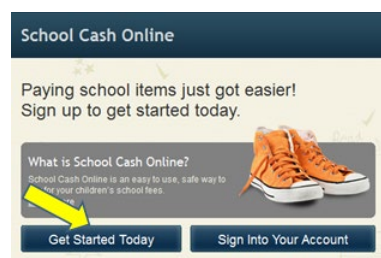 School Cash Online
Paying school items just got easier!
Sign up to get started today.
What is School Cash Online?
School Cash Online is an easy to use, safe way to
for your children's school fees.
Get Started Today
Sign Into Your Account